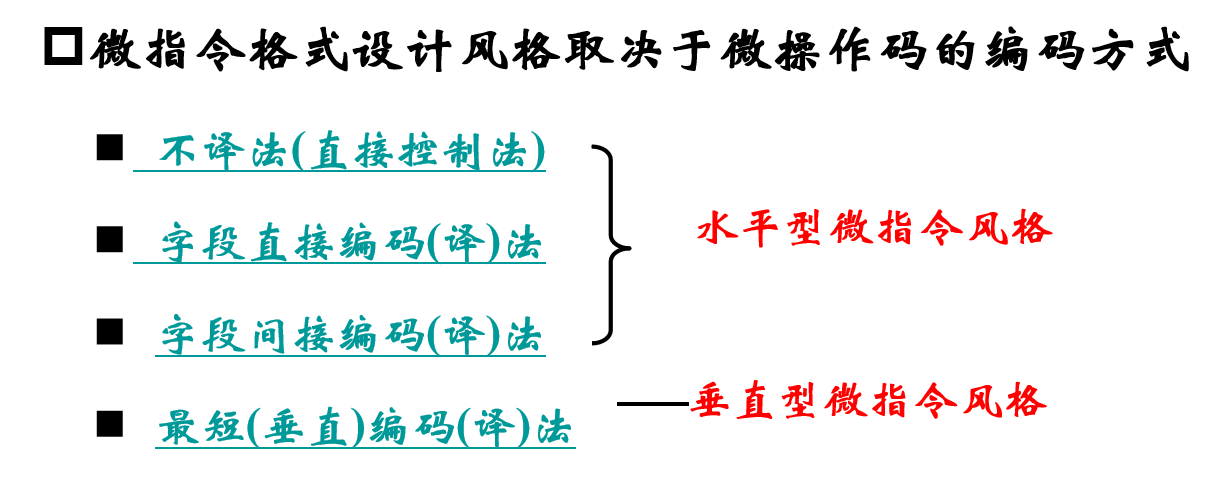 微指令格式设计风格取决于微操作码的编码方式
不译法(直接控制法)
字段直接编码(译)法
水平型微指令风格
字段间接编码(译)法
垂直型微指令风格
最短(垂直)编码(译)法